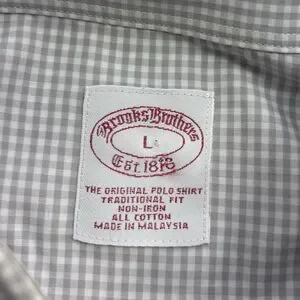 Brooks Brothers
L
Est. 1818
THE ORIGINAL POLO SHIRT
TRADITIONAL FIT
NON-IRON
ALL COTTON
MADE IN MALAYSIA